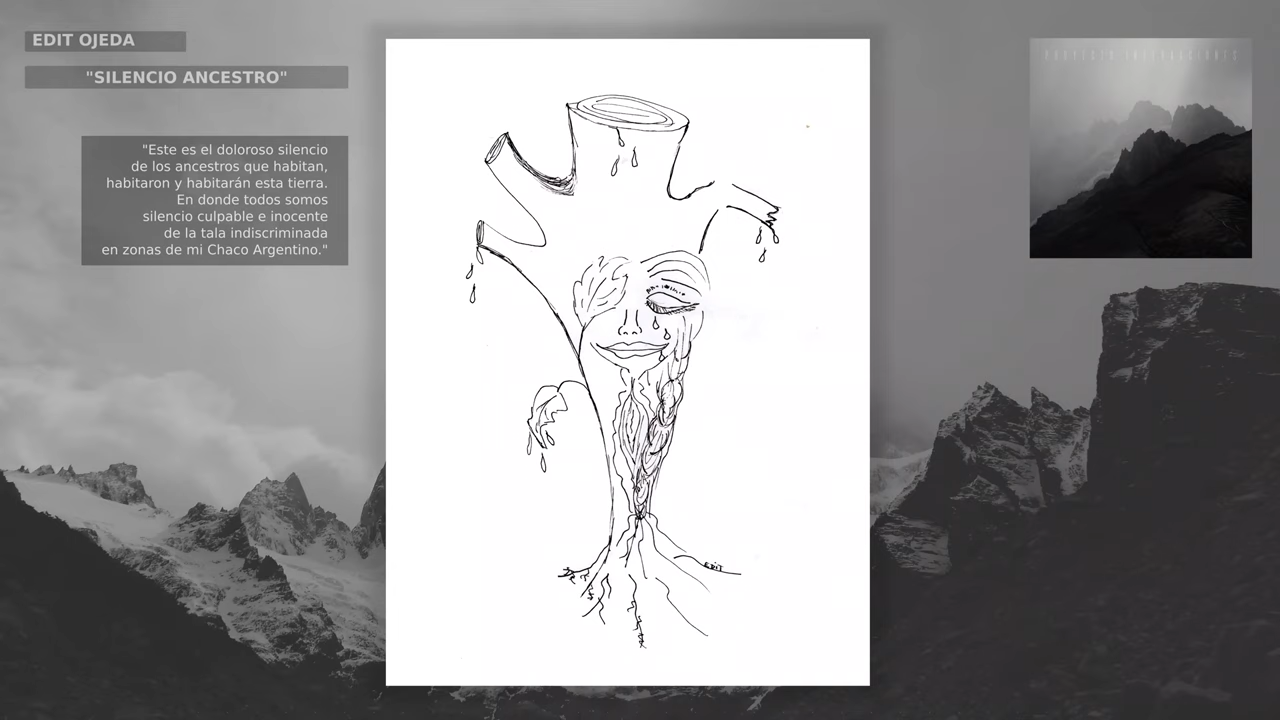 EDIT OJEDA
"SILENCIO ANCESTRO"
"Este es el doloroso silencio
de los ancestros que habitan,
habitaron y habitarán esta tierra.
En donde todos somos
silencio culpable e inocente
de la tala indiscriminada
en zonas de mi Chaco Argentino."
EDIT